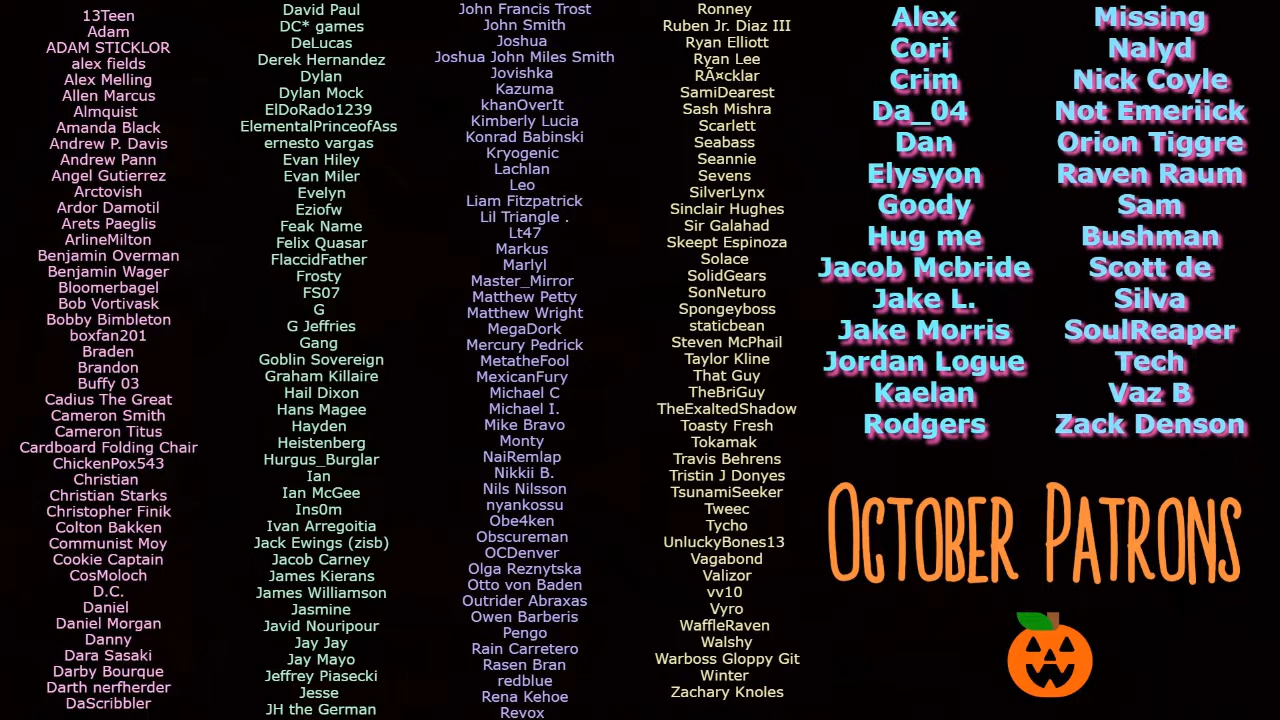 13Teen
Adam
ADAM STICKLOR
alex fields
Alex Melling
Allen Marcus
Almquist
Amanda Black
Andrew P. Davis
Andrew Pann
Angel Gutierrez
Arctovish
Ardor Damotil
Arets Paeglis
ArlineMilton
Benjamin Overman
Benjamin Wager
Bloomerbagel
Bob Vortivask
Bobby Bimbleton
boxfan201
Braden
Brandon
Buffy 03
Cadius The Great
Cameron Smith
Cameron Titus
Cardboard Folding Chair
ChickenPox543
Christian
Christian Starks
Christopher Finik
Colton Bakken
Communist Moy
Cookie Captain
CosMoloch
D.C.
Daniel
Daniel Morgan
Danny
Dara Sasaki
Darby Bourque
Darth nerfherder
DaScribbler
David Paul
DC* games
DeLucas
Derek Hernandez
Dylan
Dylan Mock
ElDoRado1239
ElementalPrinceofAss
ernesto vargas
Evan Hiley
Evan Miler
Evelyn
Eziofw
Feak Name
Felix Quasar
FlaccidFather
Frosty
FS07
G
G Jeffries
Gang
Goblin Sovereign
Graham Killaire
Hail Dixon
Hans Magee
Hayden
Heistenberg
Hurgus_Burglar
Ian
Ian McGee
Ins0m
Ivan Arregoitia
Jack Ewings (zisb)
Jacob Carney
James Kierans
James Williamson
Jasmine
Javid Nouripour
Jay Jay
Jay Mayo
Jeffrey Piasecki
Jesse
JH the German
John Francis Trost
John Smith
Joshua
Joshua John Miles Smith
Jovishka
Kazuma
khanOverIt
Kimberly Lucia
Konrad Babinski
Kryogenic
Lachlan
Leo
Liam Fitzpatrick
Lil Triangle .
Lt47
Markus
Marlyl
Master_Mirror
Matthew Petty
Matthew Wright
MegaDork
Mercury Pedrick
MetatheFool
MexicanFury
Michael C
Michael I.
Mike Bravo
Monty
NaiRemlap
Nikkii B.
Nils Nilsson
nyankossu
Obe4ken
Obscureman
OCDenver
Olga Reznytska
Otto von Baden
Outrider Abraxas
Owen Barberis
Pengo
Rain Carretero
Rasen Bran
redblue
Rena Kehoe
Revox
Ronney
Ruben Jr. Diaz III
Ryan Elliott
Ryan Lee
RÃ¤cklar
SamiDearest
Sash Mishra
Scarlett
Seabass
Seannie
Sevens
SilverLynx
Sinclair Hughes
Sir Galahad
Skeept Espinoza
Solace
SolidGears
SonNeturo
Spongeyboss
staticbean
Steven McPhail
Taylor Kline
That Guy
TheBriGuy
TheExaltedShadow
Toasty Fresh
Tokamak
Travis Behrens
Tristin J Donyes
TsunamiSeeker
Tweec
Tycho
UnluckyBones13
Vagabond
Valizor
vv10
Vyro
WaffleRaven
Walshy
Warboss Gloppy Git
Winter
Zachary Knoles
Alex
Cori
Crim
Da_04
Dan
Elysyon
Goody
Hug me
Jacob Mcbride
Jake L.
Jake Morris
Jordan Logue
Kaelan
Rodgers
Missing
Nalyd
Nick Coyle
Not Emeriick
Orion Tiggre
Raven Raum
Sam
Bushman
Scott de
Silva
SoulReaper
Tech
Vaz B
Zack Denson
OCTOBER PATRONS